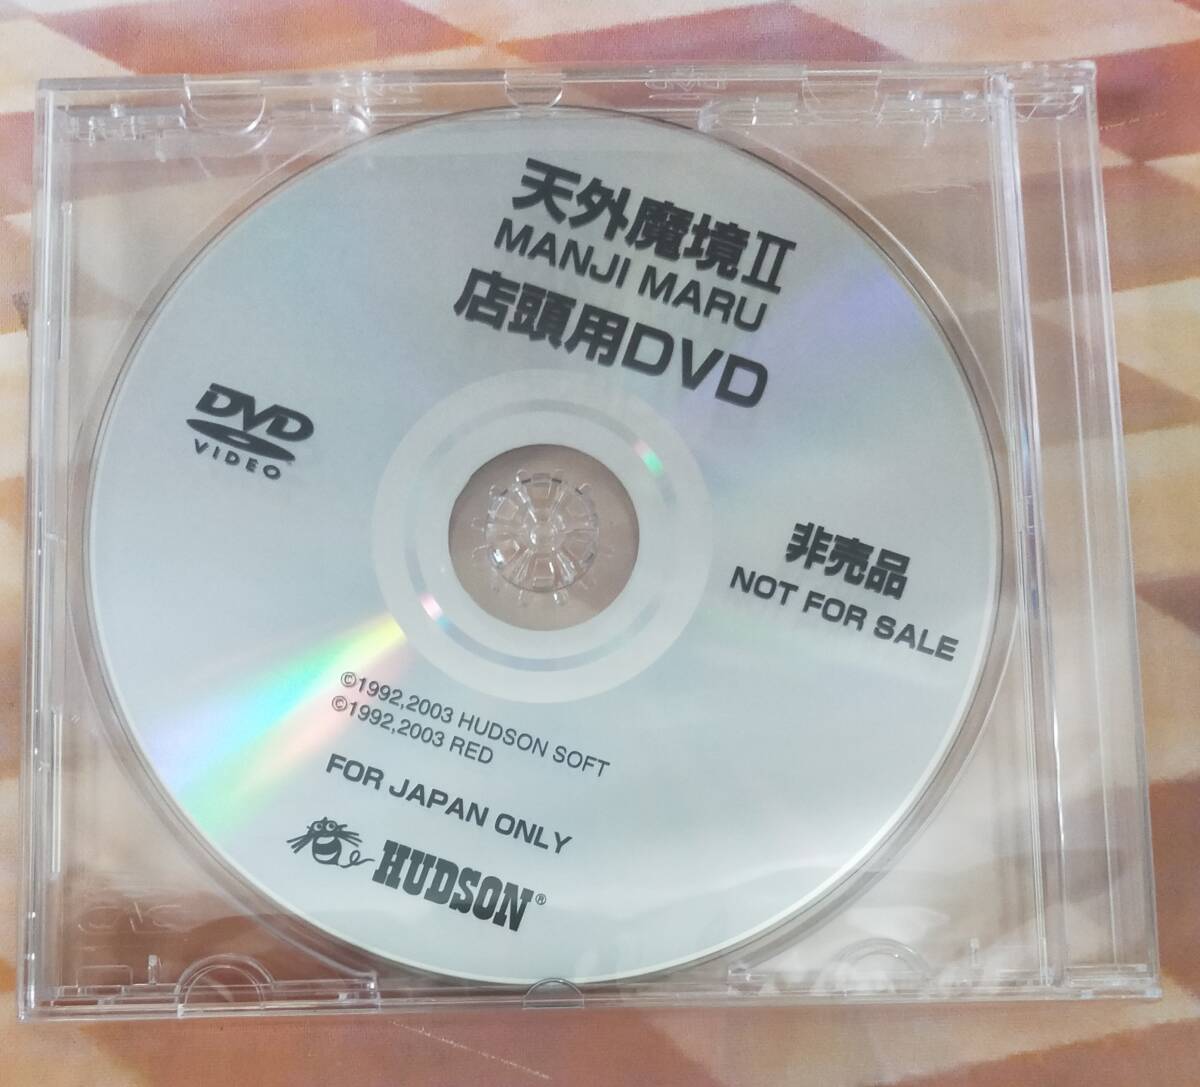 天外魔境II
MANJI MARU
店頭用DVD
DVD
VIDEO
非売品
NOT FOR SALE
©1992,2003 HUDSON SOFT
©1992,2003 RED
FOR JAPAN ONLY
HUDSON®